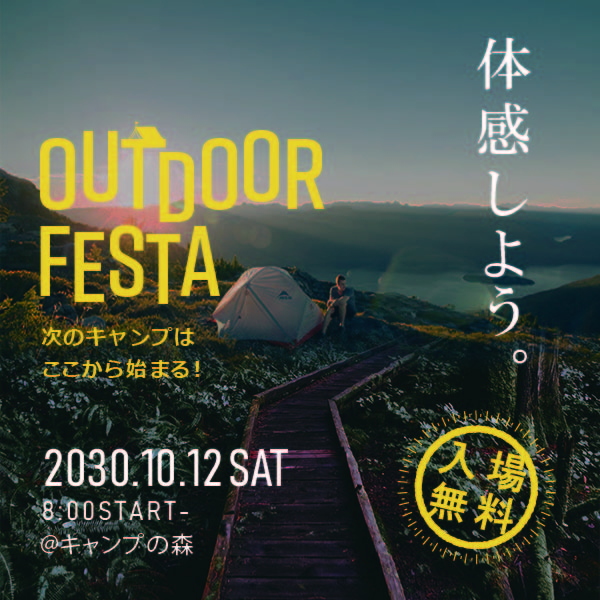 OUTDOOR
FESTA
次のキャンプは
ここから始まる!
体感しよう。
2030.10.12 SAT
8:00START-
@キャンプの森
入場
無料